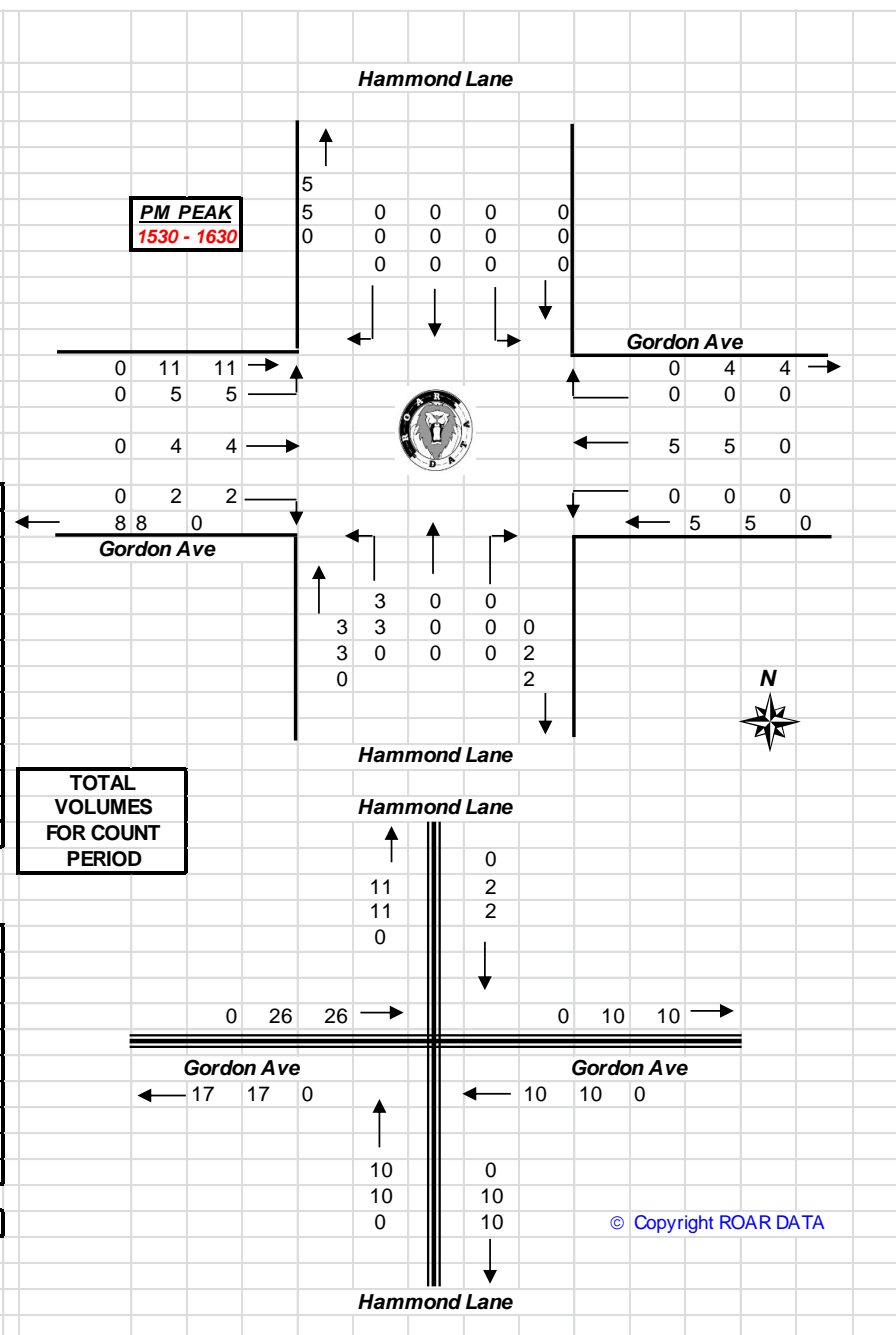 Hammond Lane
5
PM PEAK
5 0 0 0 0
1530 - 1630
0 0 0 0 0
0 0 0 0
Gordon Ave
0 11 11
0 4 4
0 5 5
0 0 0
ROAR DATA
0 4 4
5 5 0
0 2 2
0 0 0
8 8 0
5 5 0
Gordon Ave
3 0 0
3 3 0 0 0
3 0 0 0 2
0 2
N
Hammond Lane
TOTAL
VOLUMES
FOR COUNT
PERIOD
Hammond Lane
0
11 2
11 2
0
0 26 26
0 10 10
Gordon Ave
Gordon Ave
17 17 0
10 10 0
10 0
10 10
0 10
© Copyright ROAR DATA
Hammond Lane